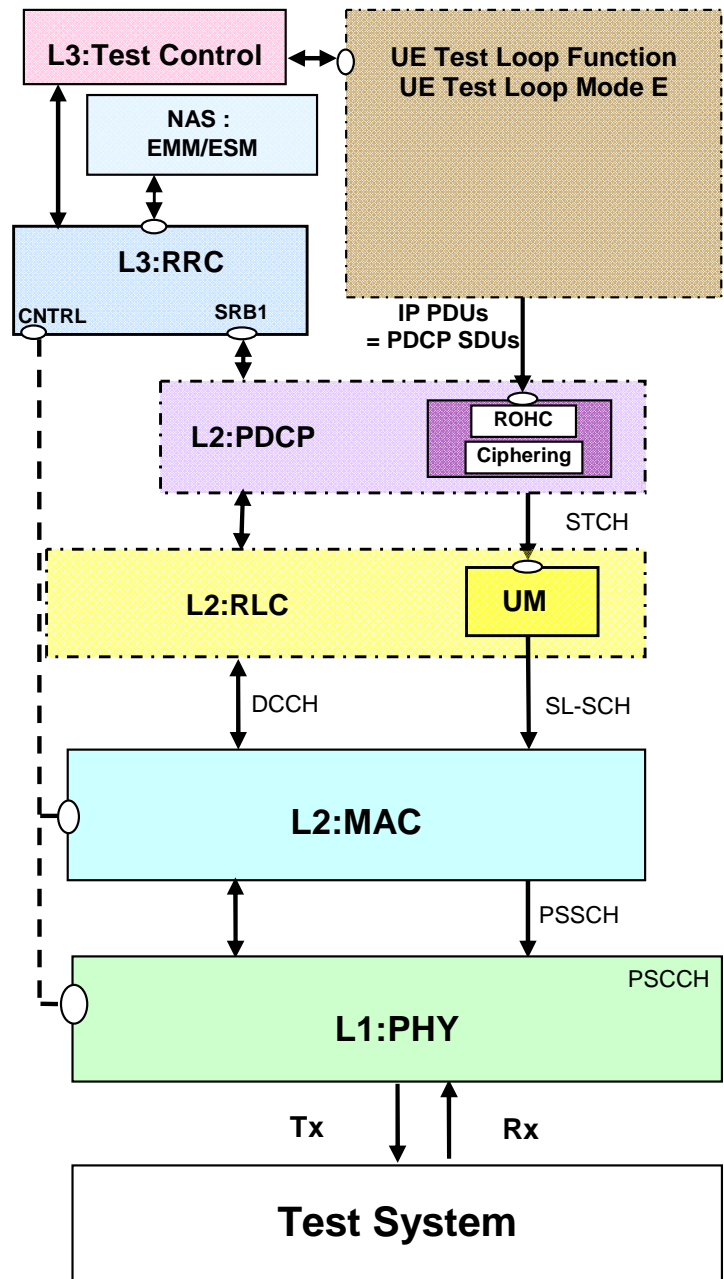 L3:Test Control
UE Test Loop Function
UE Test Loop Mode E
NAS :
EMM/ESM
L3:RRC
CNTRL
SRB1
IP PDUs
= PDCP SDUs
L2:PDCP
ROHC
Ciphering
STCH
L2:RLC
UM
DCCH
SL-SCH
L2:MAC
PSSCH
PSCCH
L1:PHY
Tx
Rx
Test System